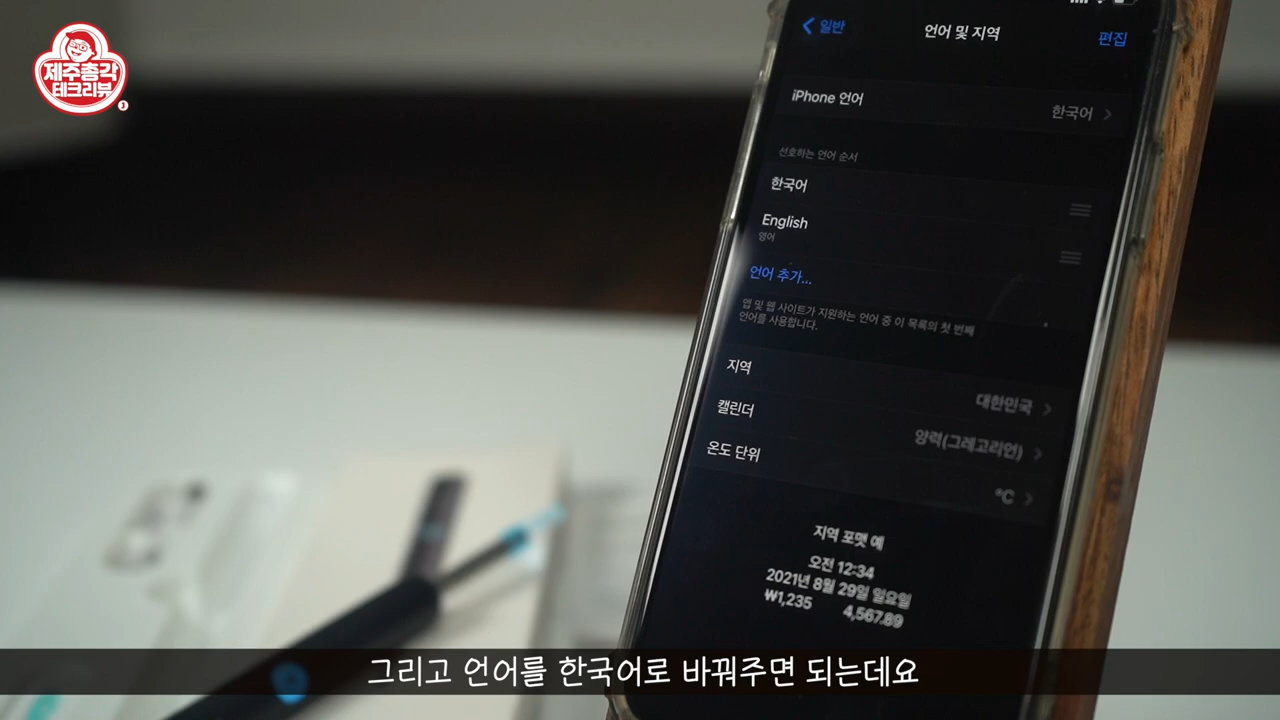 제주총각
테크리뷰
J
일반
언어 및 지역
편집
iPhone 언어
한국어
선호하는 언어 순서
한국어
English
영어
언어 추가...
앱 및 웹 사이트가 지원하는 언어 중 이 목록의 첫 번째
언어를 사용합니다.
지역
대한민국
캘린더
양력(그레고리언)
온도 단위
°C
지역 포맷 예
오전 12:34
2021년 8월 29일 일요일
₩1,235 4,567.89
그리고 언어를 한국어로 바꿔주면 되는데요